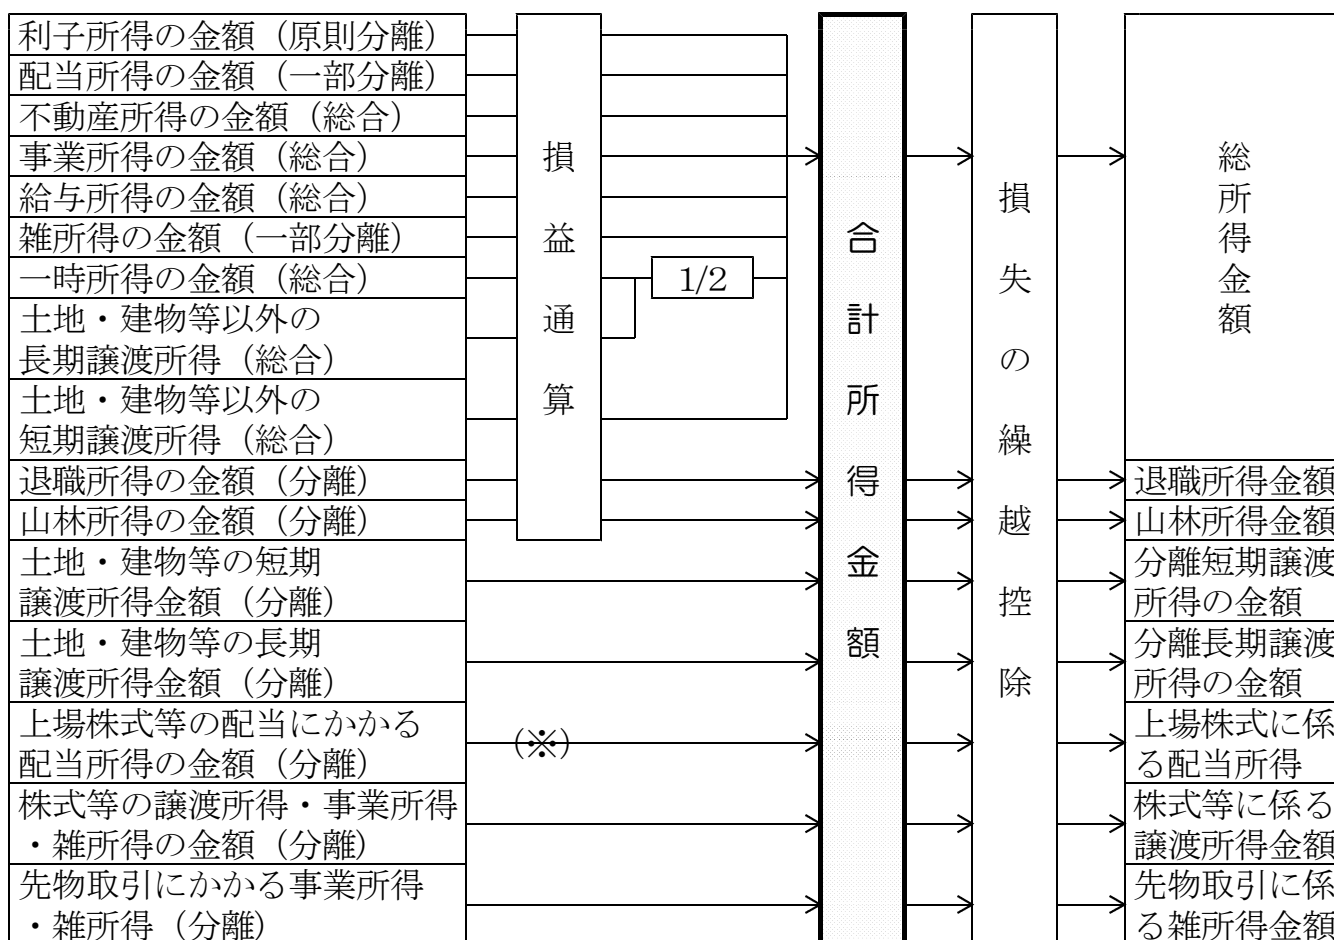 利子所得の金額（原則分離）
配当所得の金額（一部分離）
不動産所得の金額（総合）
事業所得の金額（総合）
給与所得の金額（総合）
雑所得の金額（一部分離）
一時所得の金額（総合）
土地・建物等以外の
長期譲渡所得（総合）
土地・建物等以外の
短期譲渡所得（総合）
退職所得の金額（分離）
山林所得の金額（分離）
土地・建物等の短期
譲渡所得金額（分離）
土地・建物等の長期
譲渡所得金額（分離）
上場株式等の配当にかかる
配当所得の金額（分離）
株式等の譲渡所得・事業所得
・雑所得の金額（分離）
先物取引にかかる事業所得
・雑所得（分離）
損益通算
(※)
1/2
合計所得金額
損失の繰越控除
総所得金額
退職所得金額
山林所得金額
分離短期譲渡
所得の金額
分離長期譲渡
所得の金額
上場株式に係
る配当所得
株式等に係る
譲渡所得金額
先物取引に係
る雑所得金額